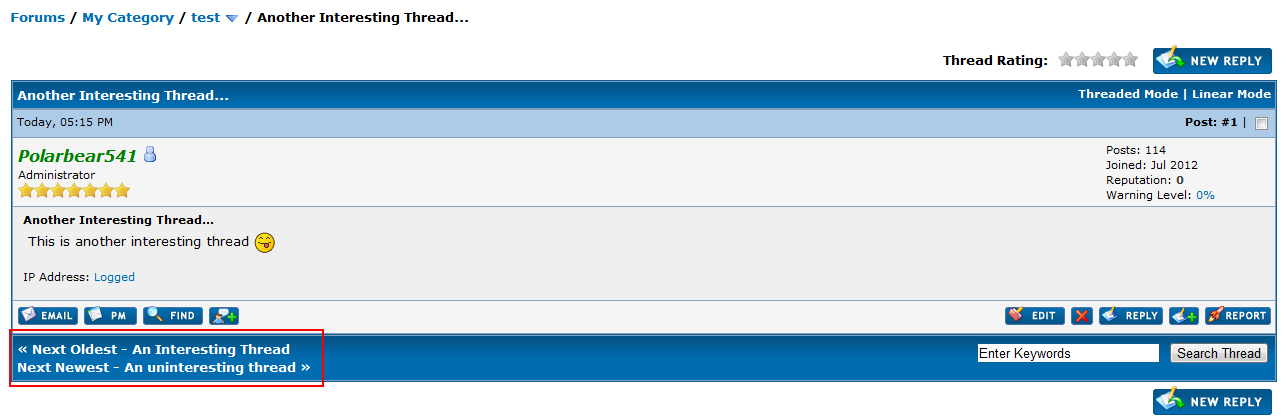 Forums / My Category / test / Another Interesting Thread...
Thread Rating: NEW REPLY
Another Interesting Thread... Threaded Mode | Linear Mode
Today, 05:15 PM Post: #1 |
Polarbear541
Administrator
Posts: 114
Joined: Jul 2012
Reputation: 0
Warning Level: 0%
Another Interesting Thread...
This is another interesting thread
IP Address: Logged
EMAIL PM FIND EDIT REPLY REPORT
« Next Oldest - An Interesting Thread
Next Newest - An uninteresting thread »
Enter Keywords Search Thread
NEW REPLY